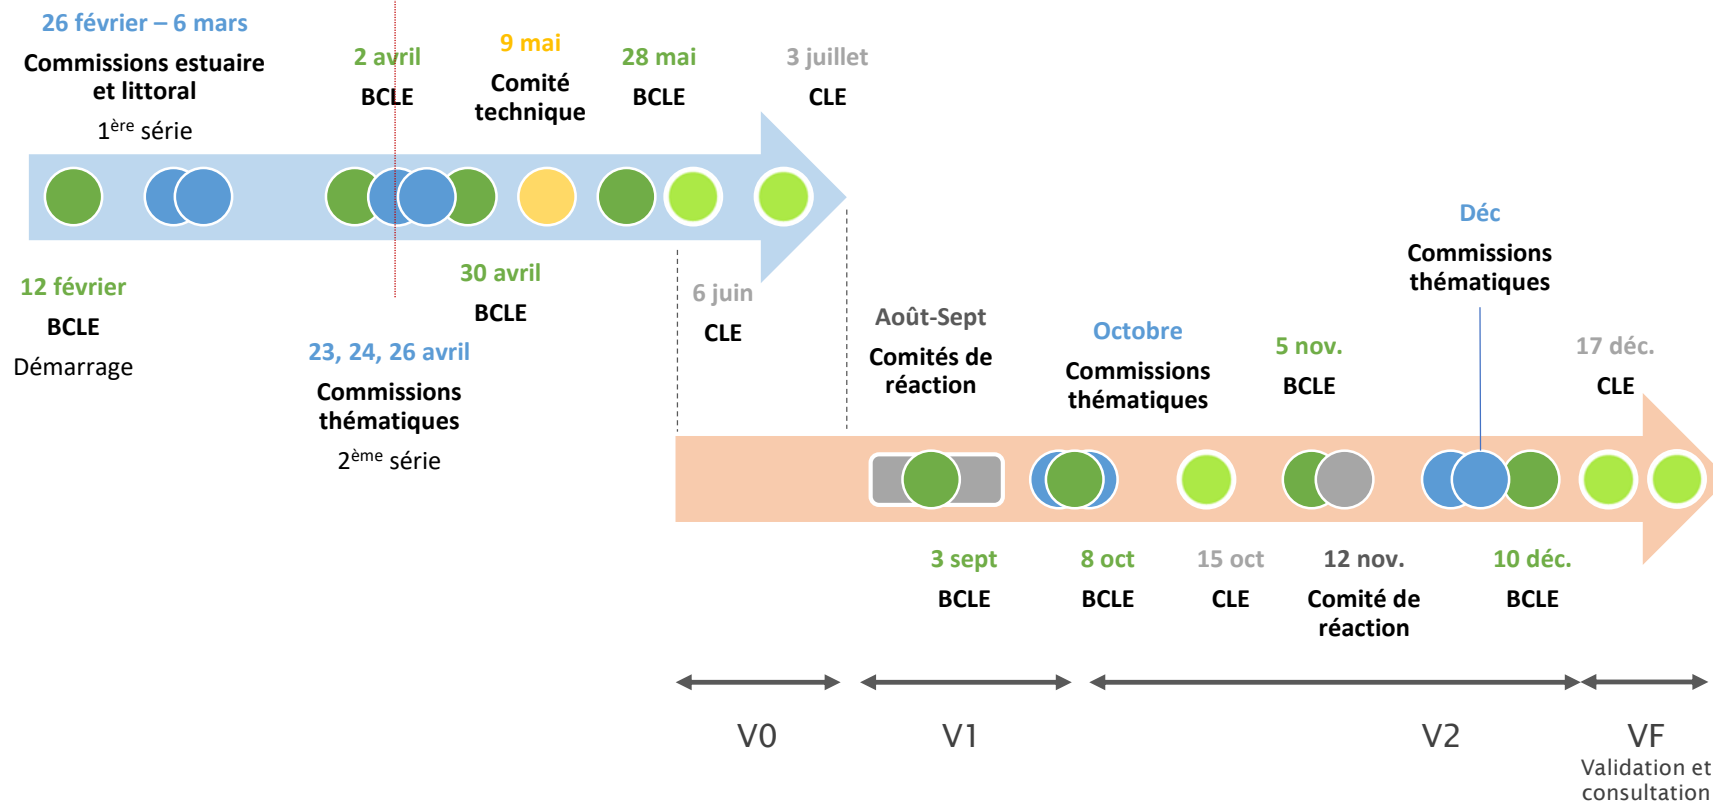 26 février – 6 mars
Commissions estuaire
et littoral
1ère série
2 avril
BCLE
9 mai
Comité
technique
28 mai
BCLE
3 juillet
CLE
12 février
BCLE
Démarrage
23, 24, 26 avril
Commissions
thématiques
2ème série
30 avril
BCLE
6 juin
CLE
Août-Sept
Comités de
réaction
Octobre
Commissions
thématiques
5 nov.
BCLE
Déc
Commissions
thématiques
17 déc.
CLE
3 sept
BCLE
8 oct
BCLE
15 oct
CLE
12 nov.
Comité de
réaction
10 déc.
BCLE
V0
V1
V2
VF
Validation et
consultation